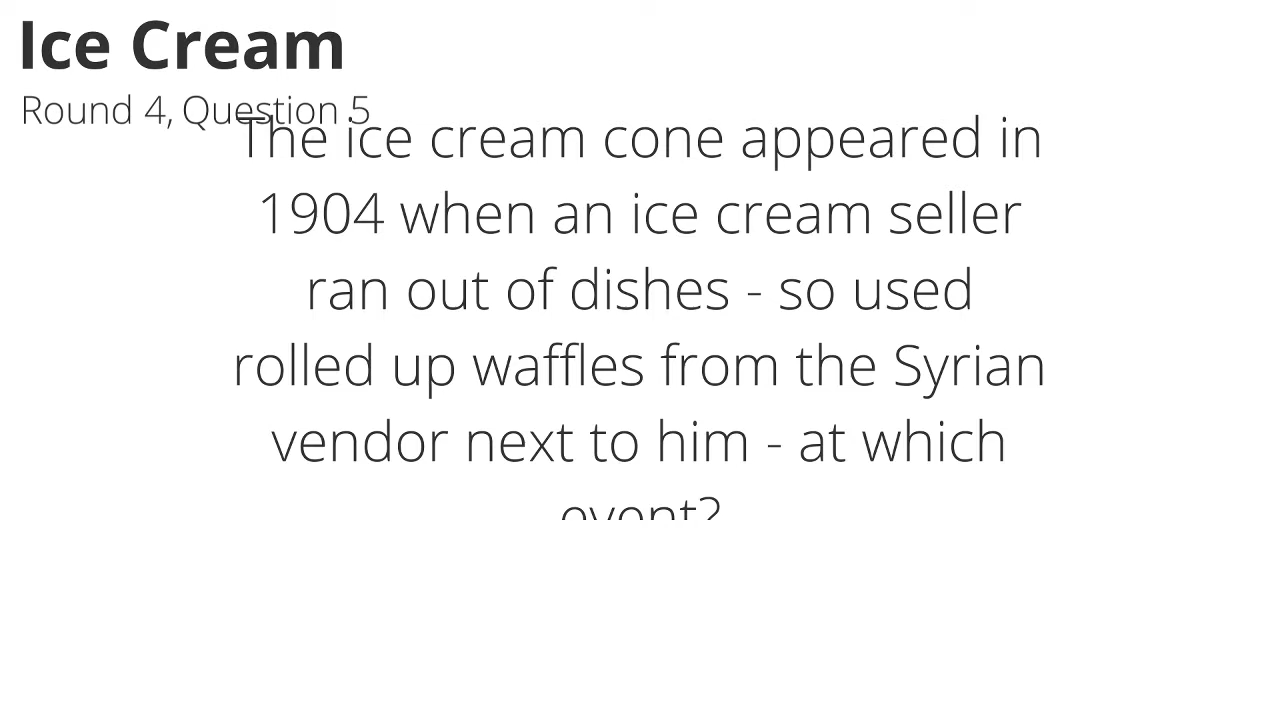 Ice Cream
Round 4, Question 5
The ice cream cone appeared in
1904 when an ice cream seller
ran out of dishes - so used
rolled up waffles from the Syrian
vendor next to him - at which
event?